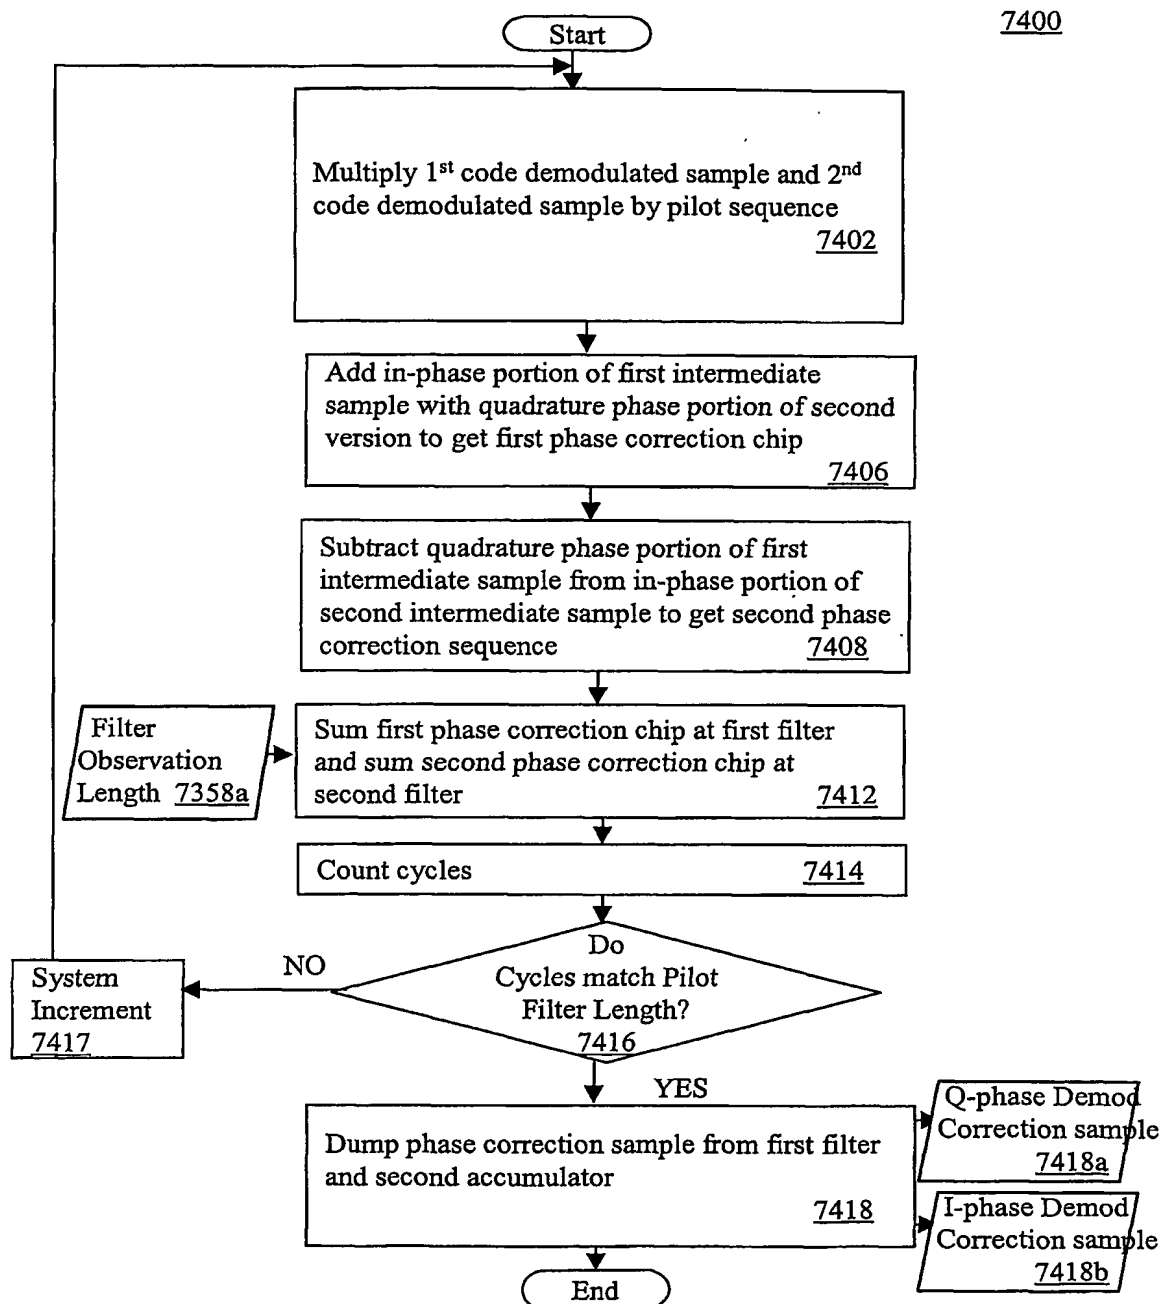 7400
Start
Multiply 1st code demodulated sample and 2nd
code demodulated sample by pilot sequence
7402
Add in-phase portion of first intermediate
sample with quadrature phase portion of second
version to get first phase correction chip
7406
Subtract quadrature phase portion of first
intermediate sample from in-phase portion of
second intermediate sample to get second phase
correction sequence 7408
Filter
Observation
Length 7358a
Sum first phase correction chip at first filter
and sum second phase correction chip at
second filter 7412
Count cycles 7414
Do
Cycles match Pilot
Filter Length?
7416
NO
System
Increment
7417
YES
Dump phase correction sample from first filter
and second accumulator
7418
Q-phase Demod
Correction sample
7418a
I-phase Demod
Correction sample
7418b
End